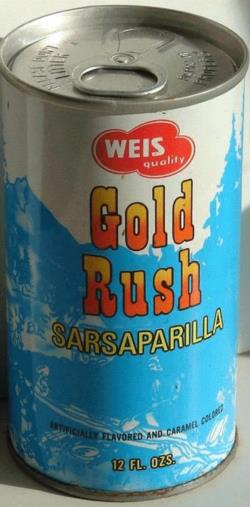 WEIS
quality
Gold
Rush
SARSAPARILLA
ARTIFICIALLY FLAVORED AND CARAMEL COLORED
12 FL. OZS.